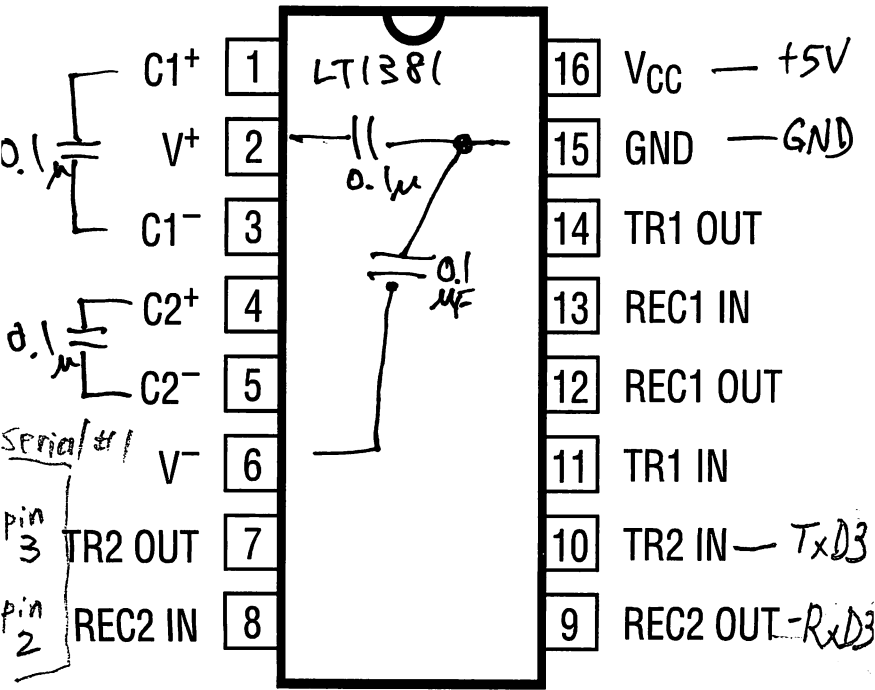 LT1381
C1+ 1 16 VCC — +5V
0.1μ
V+ 2 15 GND — GND
0.1μ
C1− 3 14 TR1 OUT
0.1
μF
C2+ 4 13 REC1 IN
0.1μ
C2− 5 12 REC1 OUT
serial #1
V− 6 11 TR1 IN
pin
3
TR2 OUT 7 10 TR2 IN — TxD3
pin
2
REC2 IN 8 9 REC2 OUT - RxD3